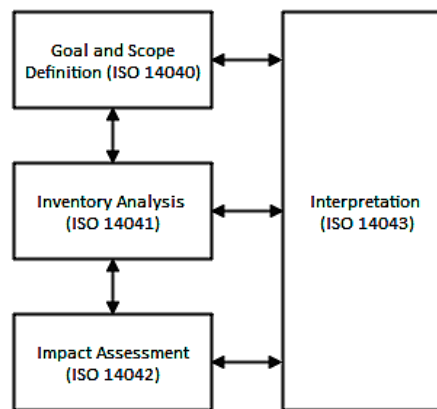 Goal and Scope
Definition (ISO 14040)
Inventory Analysis
(ISO 14041)
Interpretation
(ISO 14043)
Impact Assessment
(ISO 14042)